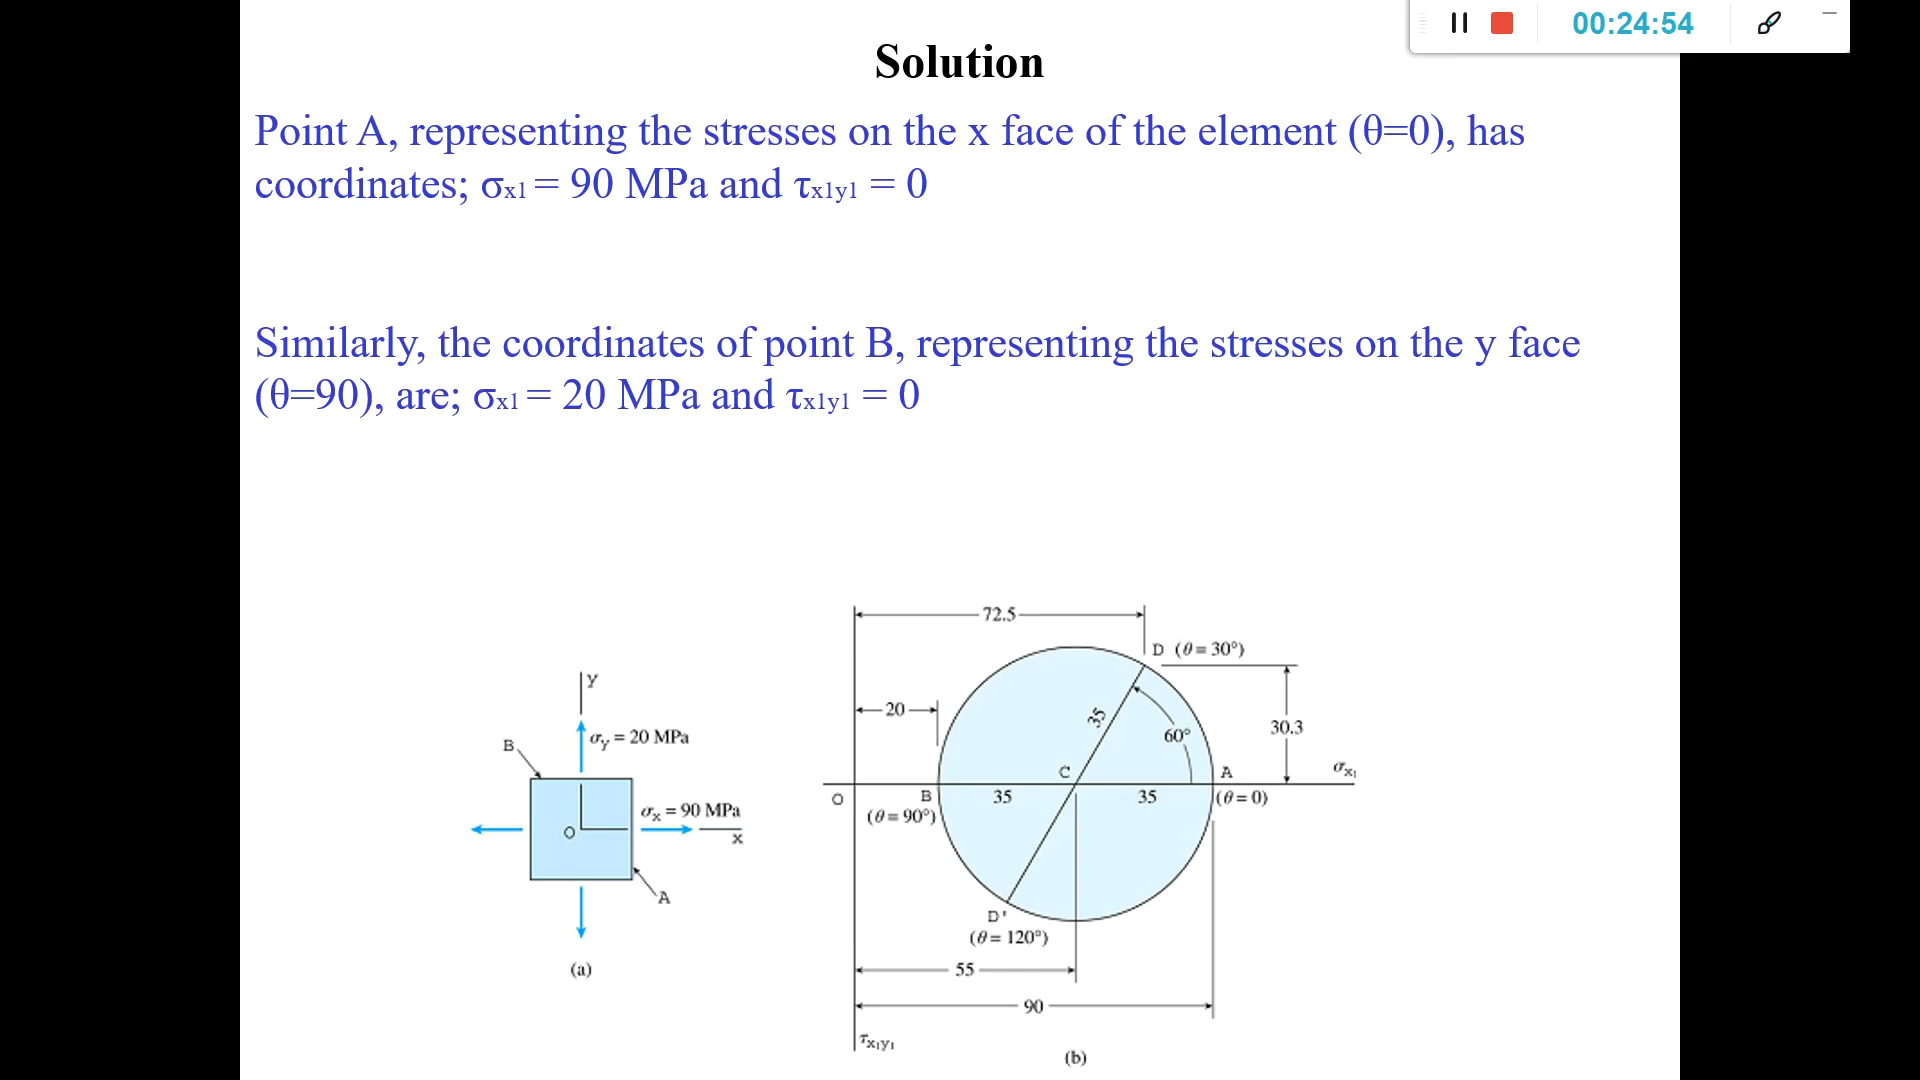 00:24:54
Solution
Point A, representing the stresses on the x face of the element (θ=0), has
coordinates; σx1 = 90 MPa and τx1y1 = 0
Similarly, the coordinates of point B, representing the stresses on the y face
(θ=90), are; σx1 = 20 MPa and τx1y1 = 0
y
B
σy = 20 MPa
σx = 90 MPa
O
x
A
(a)
72.5
D (θ = 30°)
20
35
60°
30.3
C
A
σx1
O
B
35
35
(θ = 0)
(θ = 90°)
D'
(θ = 120°)
55
90
τx1y1
(b)